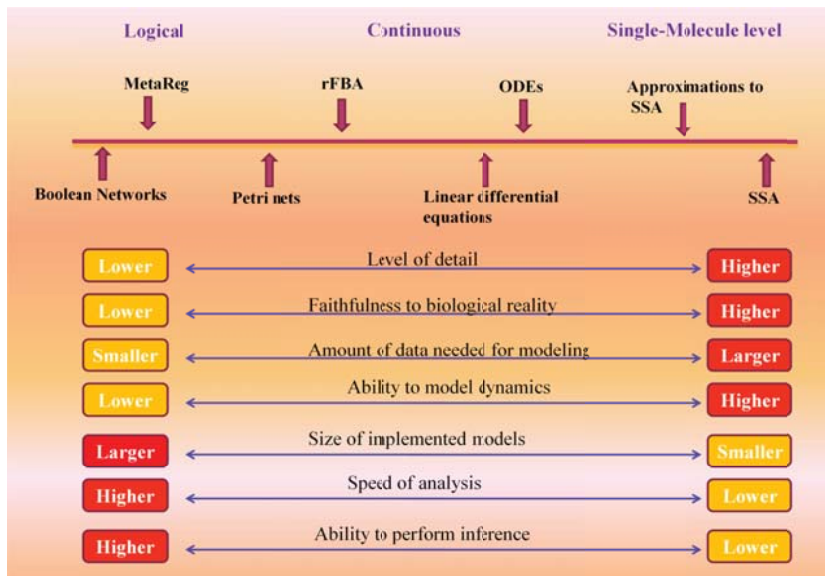 Logical Continuous Single-Molecule level
MetaReg rFBA ODEs Approximations to
SSA
Boolean Networks Petri nets Linear differential
equations SSA
Lower Level of detail Higher
Lower Faithfulness to biological reality Higher
Smaller Amount of data needed for modeling Larger
Lower Ability to model dynamics Higher
Larger Size of implemented models Smaller
Higher Speed of analysis Lower
Higher Ability to perform inference Lower